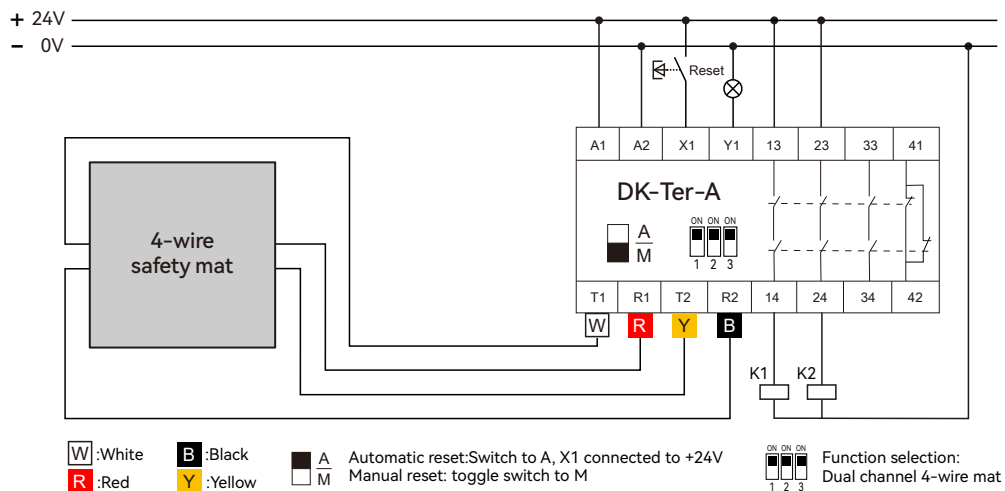 + 24V
− 0V
Reset
A1 A2 X1 Y1 13 23 33 41
DK-Ter-A
A
M
ON ON ON
1 2 3
4-wire
safety mat
T1 R1 T2 R2 14 24 34 42
W R Y B
K1 K2
W :White
B :Black
R :Red
Y :Yellow
A
M
Automatic reset:Switch to A, X1 connected to +24V
Manual reset: toggle switch to M
ON ON ON
1 2 3
Function selection:
Dual channel 4-wire mat